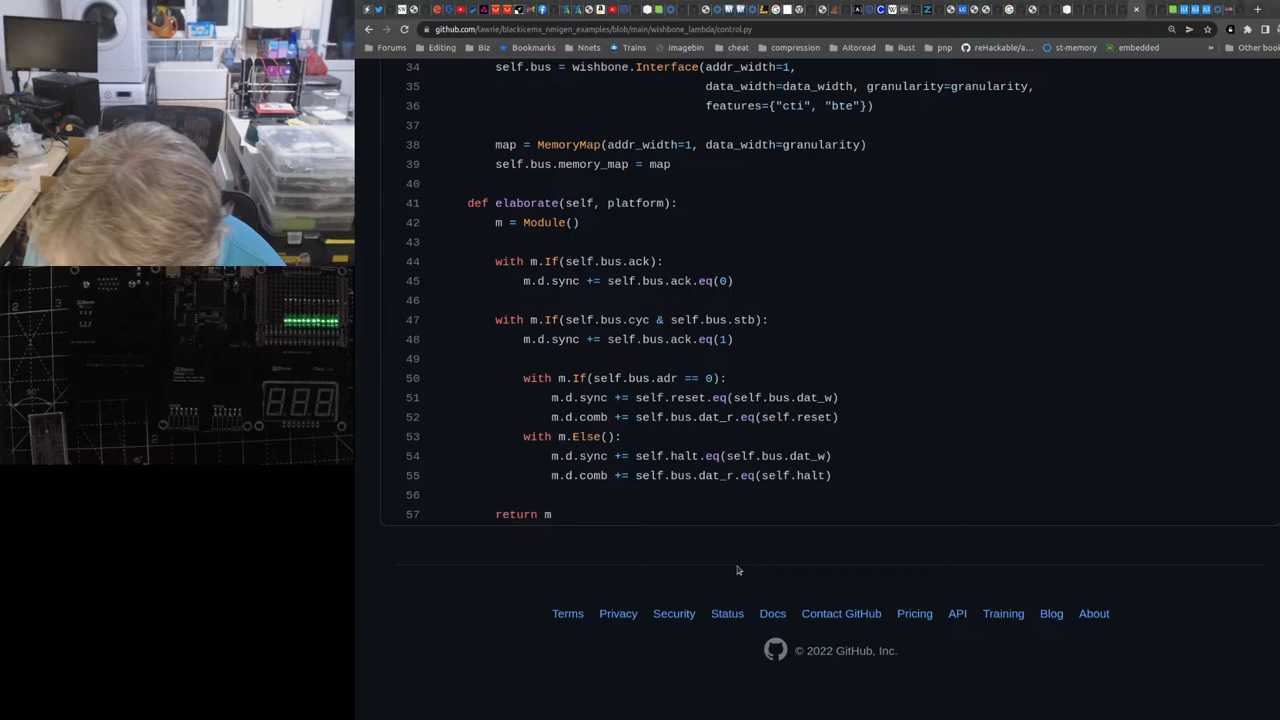 github.com/lawrie/blackicemx_nmigen_examples/blob/main/wishbone_lambda/control.py
Forums Editing Biz Bookmarks Nnets Trains Imagebin cheat compression AItoread Rust pnp reHackable/a... st-memory embedded » Other book
34 self.bus = wishbone.Interface(addr_width=1,
35 data_width=data_width, granularity=granularity,
36 features={"cti", "bte"})
37
38 map = MemoryMap(addr_width=1, data_width=granularity)
39 self.bus.memory_map = map
40
41 def elaborate(self, platform):
42 m = Module()
43
44 with m.If(self.bus.ack):
45 m.d.sync += self.bus.ack.eq(0)
46
47 with m.If(self.bus.cyc & self.bus.stb):
48 m.d.sync += self.bus.ack.eq(1)
49
50 with m.If(self.bus.adr == 0):
51 m.d.sync += self.reset.eq(self.bus.dat_w)
52 m.d.comb += self.bus.dat_r.eq(self.reset)
53 with m.Else():
54 m.d.sync += self.halt.eq(self.bus.dat_w)
55 m.d.comb += self.bus.dat_r.eq(self.halt)
56
57 return m
Terms Privacy Security Status Docs Contact GitHub Pricing API Training Blog About
© 2022 GitHub, Inc.